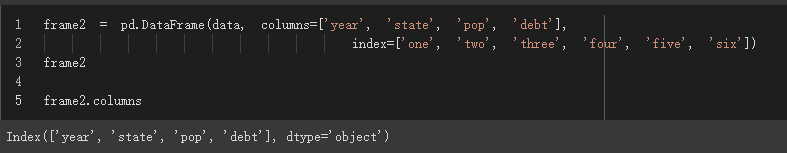 1 frame2 = pd.DataFrame(data, columns=['year', 'state', 'pop', 'debt'],
2 index=['one', 'two', 'three', 'four', 'five', 'six'])
3 frame2
4
5 frame2.columns
Index(['year', 'state', 'pop', 'debt'], dtype='object')